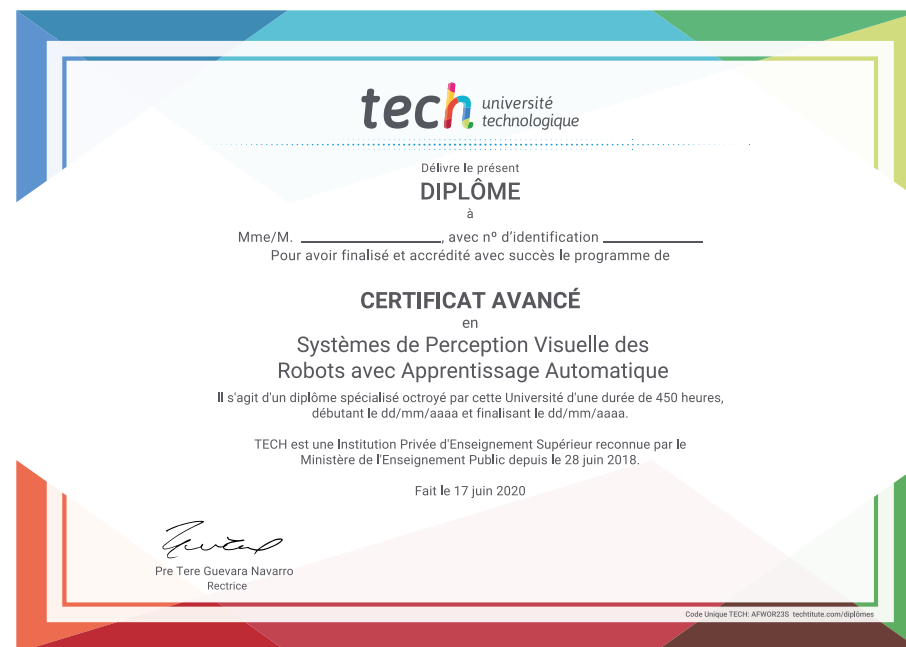 tech université
technologique
Délivre le présent
DIPLÔME
à
Mme/M. ____________________, avec nº d'identification ______________
Pour avoir finalisé et accrédité avec succès le programme de
CERTIFICAT AVANCÉ
en
Systèmes de Perception Visuelle des
Robots avec Apprentissage Automatique
Il s'agit d'un diplôme spécialisé octroyé par cette Université d'une durée de 450 heures,
débutant le dd/mm/aaaa et finalisant le dd/mm/aaaa.
TECH est une Institution Privée d'Enseignement Supérieur reconnue par le
Ministère de l'Enseignement Public depuis le 28 juin 2018.
Fait le 17 juin 2020
Pre Tere Guevara Navarro
Rectrice
Code Unique TECH: AFWOR23S techtitute.com/diplômes